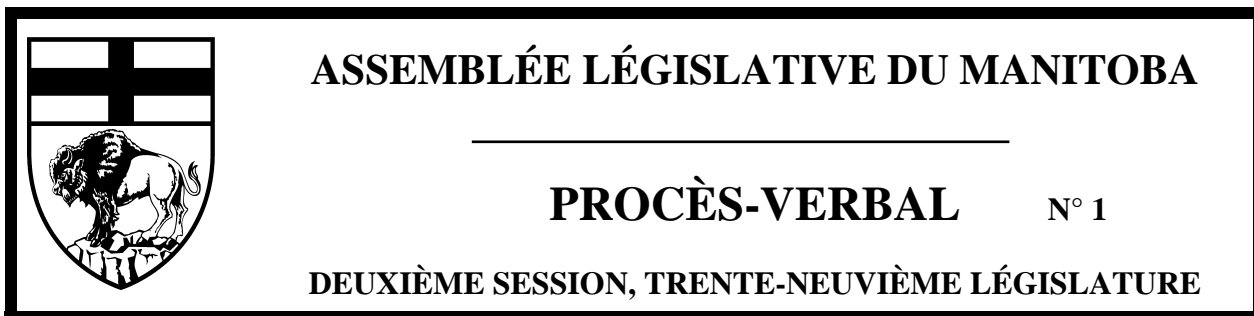 ASSEMBLÉE LÉGISLATIVE DU MANITOBA
PROCÈS-VERBAL N° 1
DEUXIÈME SESSION, TRENTE-NEUVIÈME LÉGISLATURE